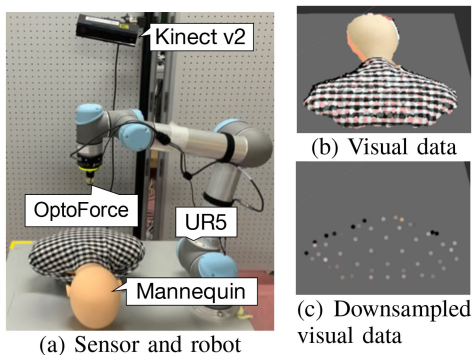 Kinect v2
OptoForce
UR5
Mannequin
(a) Sensor and robot
(b) Visual data
(c) Downsampled
visual data